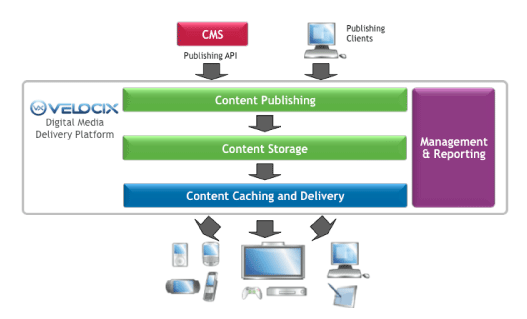 CMS
Publishing
Clients
Publishing API
VELOCIX
Digital Media
Delivery Platform
Content Publishing
Content Storage
Content Caching and Delivery
Management
& Reporting